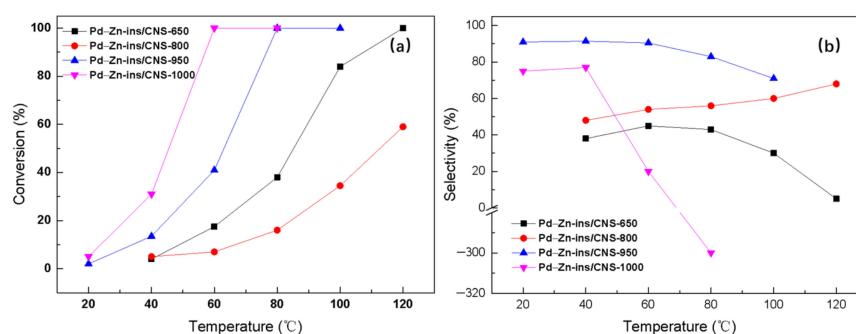 (a)
Pd-Zn-ins/CNS-650
Pd-Zn-ins/CNS-800
Pd-Zn-ins/CNS-950
Pd-Zn-ins/CNS-1000
Conversion (%)
100
80
60
40
20
0
20 40 60 80 100 120
Temperature (℃)
(b)
Selectivity (%)
100
80
60
40
20
0
-300
-320
Pd-Zn-ins/CNS-650
Pd-Zn-ins/CNS-800
Pd-Zn-ins/CNS-950
Pd-Zn-ins/CNS-1000
20 40 60 80 100 120
Temperature (℃)